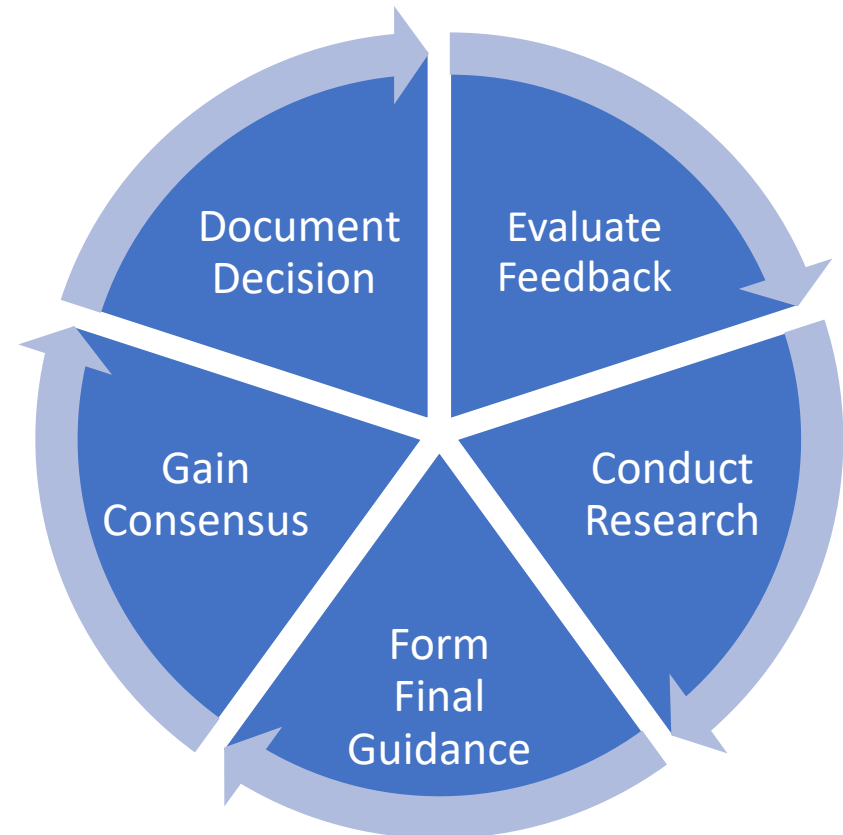 Document
Decision
Evaluate
Feedback
Gain
Consensus
Conduct
Research
Form
Final
Guidance